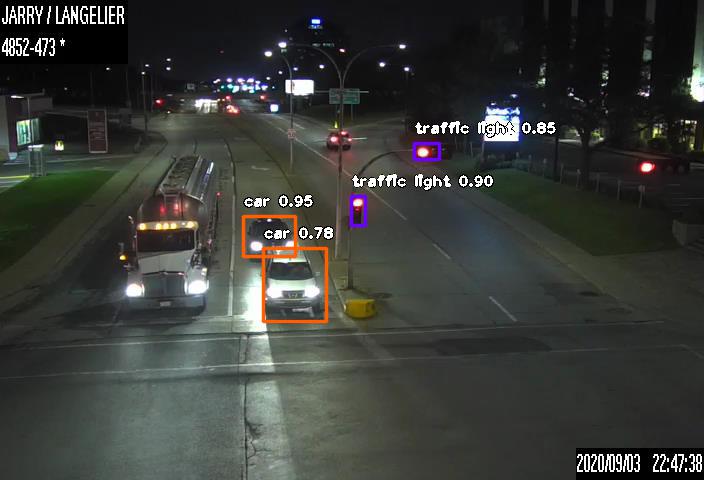 JARRY / LANGELIER
4852-473 *
traffic light 0.85
traffic light 0.90
car 0.95
car 0.78
2020/09/03 22:47:38